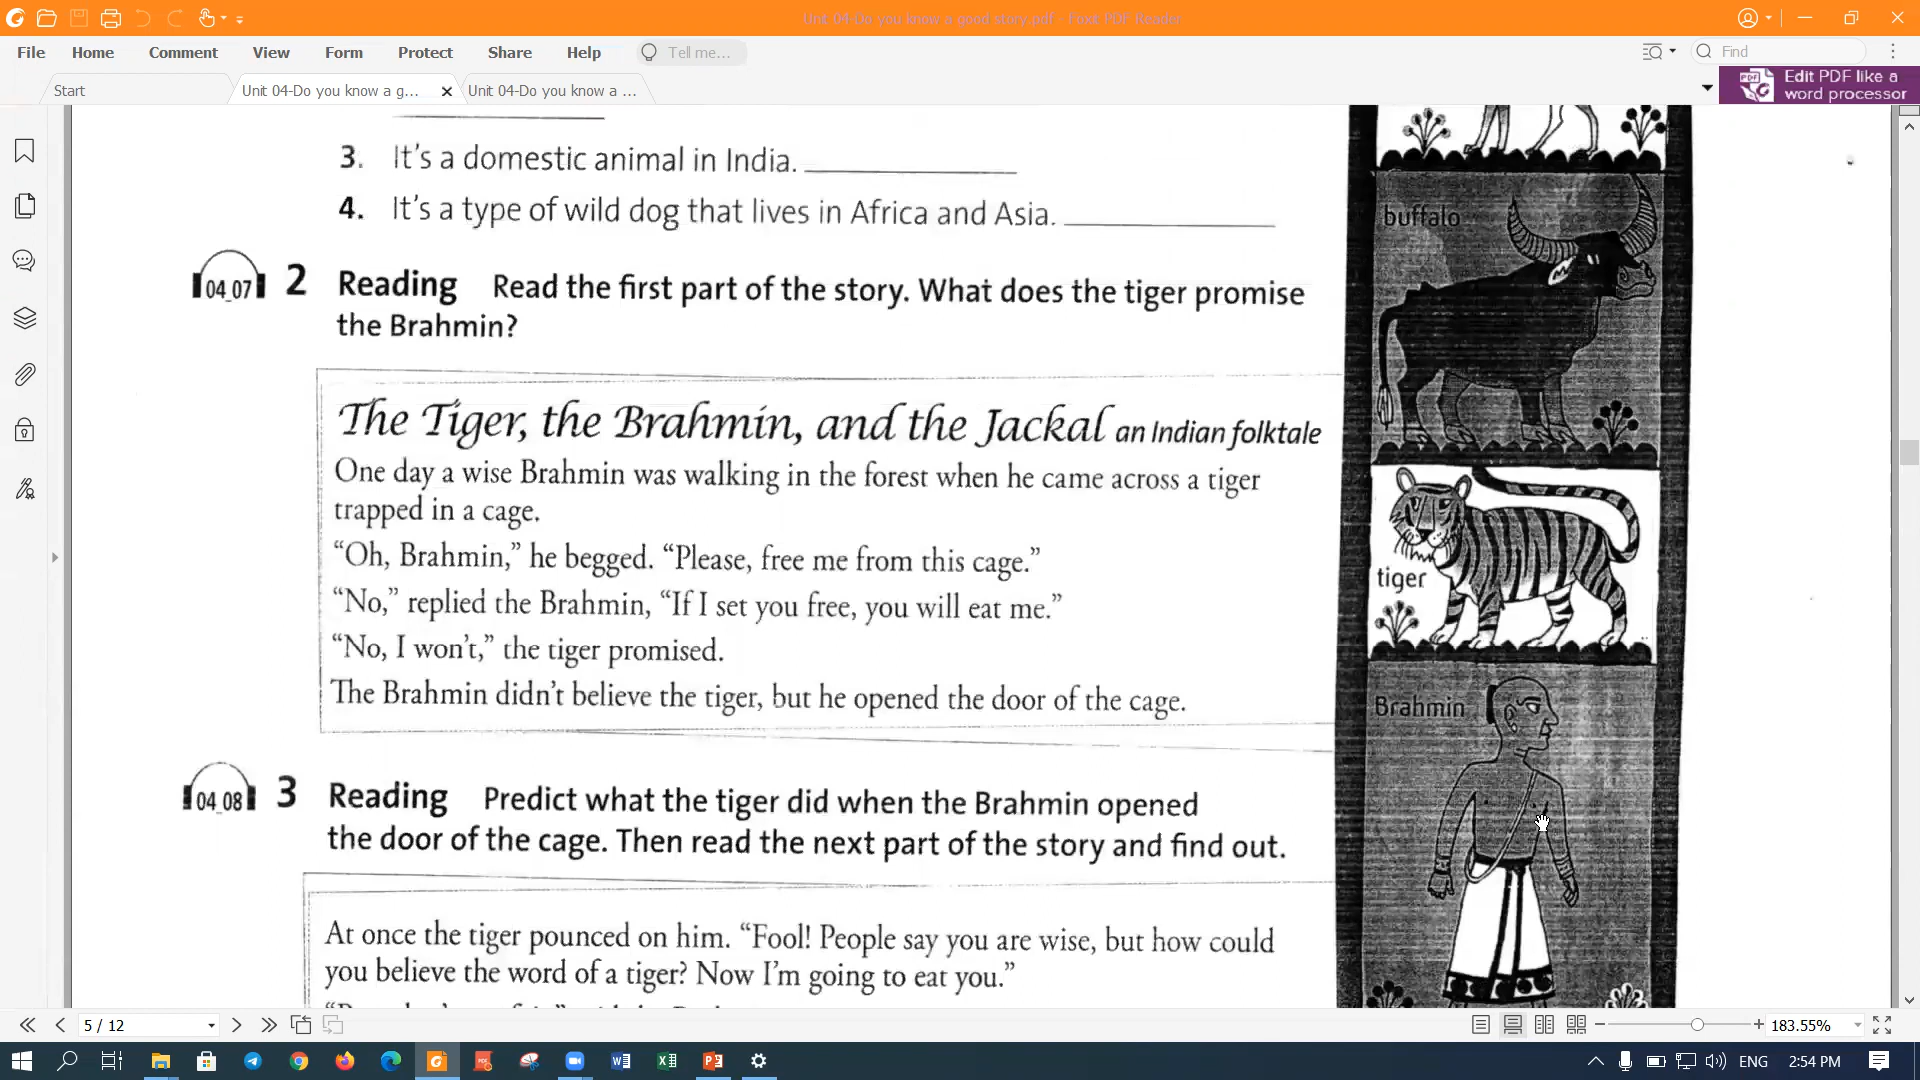 Unit 04-Do you know a good story.pdf - Foxit PDF Reader
File Home Comment View Form Protect Share Help Tell me... Find
Start Unit 04-Do you know a g... Unit 04-Do you know a ...
Edit PDF like a
word processor
3. It's a domestic animal in India.
4. It's a type of wild dog that lives in Africa and Asia.
buffalo
04_07 2 Reading Read the first part of the story. What does the tiger promise
the Brahmin?
The Tiger, the Brahmin, and the Jackal an Indian folktale
One day a wise Brahmin was walking in the forest when he came across a tiger
trapped in a cage.
“Oh, Brahmin,” he begged. “Please, free me from this cage.”
tiger
“No,” replied the Brahmin, “If I set you free, you will eat me.”
“No, I won't,” the tiger promised.
The Brahmin didn't believe the tiger, but he opened the door of the cage.
Brahmin
04_08 3 Reading Predict what the tiger did when the Brahmin opened
the door of the cage. Then read the next part of the story and find out.
At once the tiger pounced on him. “Fool! People say you are wise, but how could
you believe the word of a tiger? Now I'm going to eat you.”
5 / 12 183.55%
ENG 2:54 PM